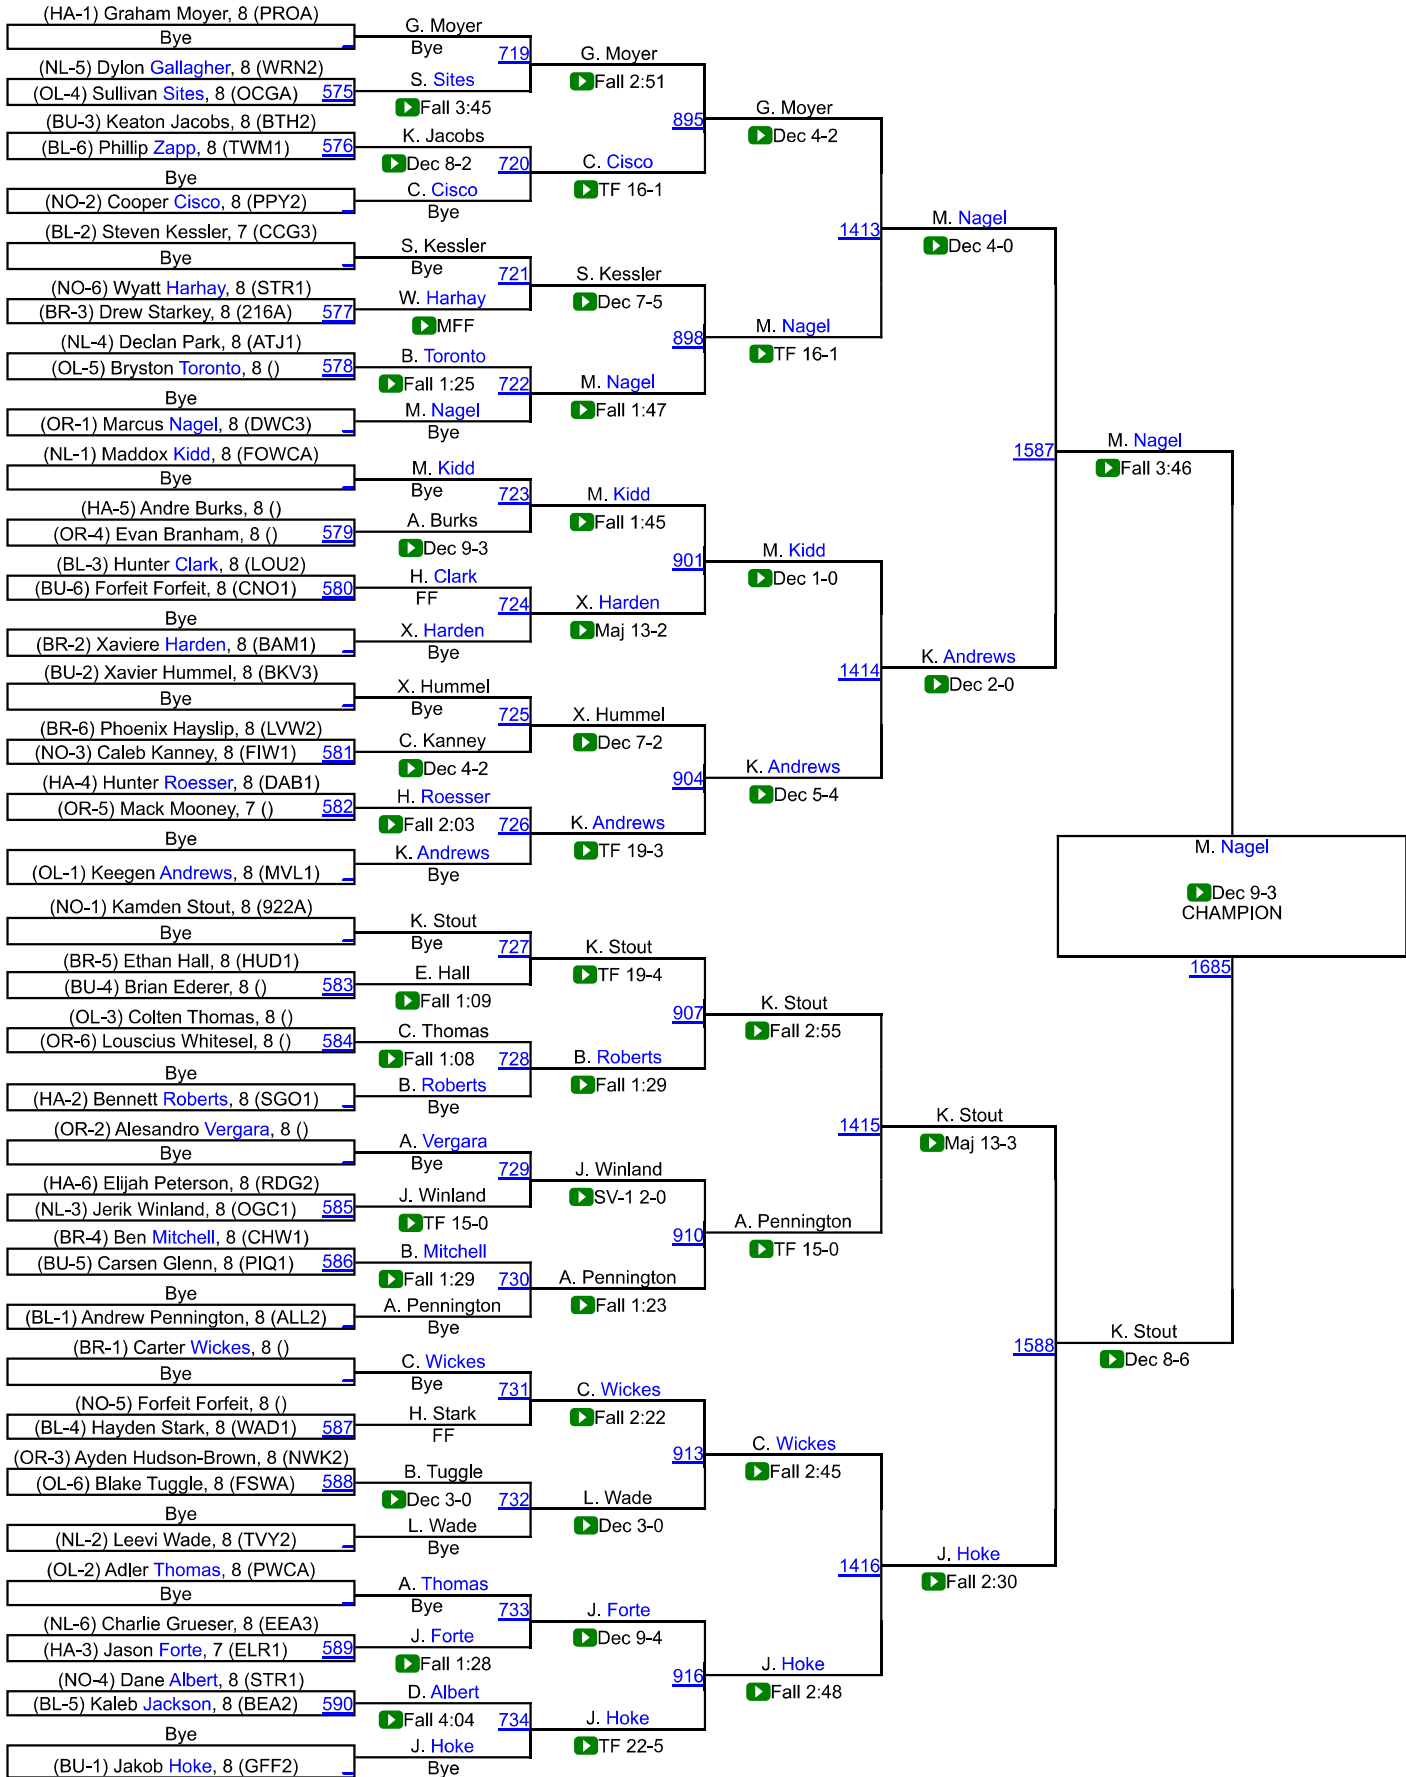 (HA-1) Graham Moyer, 8 (PROA)
Bye
(NL-5) Dylon Gallagher, 8 (WRN2)
(OL-4) Sullivan Sites, 8 (OCGA) 575
(BU-3) Keaton Jacobs, 8 (BTH2)
(BL-6) Phillip Zapp, 8 (TWM1) 576
Bye
(NO-2) Cooper Cisco, 8 (PPY2)
(BL-2) Steven Kessler, 7 (CCG3)
Bye
(NO-6) Wyatt Harhay, 8 (STR1)
(BR-3) Drew Starkey, 8 (216A) 577
(NL-4) Declan Park, 8 (ATJ1)
(OL-5) Bryston Toronto, 8 () 578
Bye
(OR-1) Marcus Nagel, 8 (DWC3)
(NL-1) Maddox Kidd, 8 (FOWCA)
Bye
(HA-5) Andre Burks, 8 ()
(OR-4) Evan Branham, 8 () 579
(BL-3) Hunter Clark, 8 (LOU2)
(BU-6) Forfeit Forfeit, 8 (CNO1) 580
Bye
(BR-2) Xaviere Harden, 8 (BAM1)
(BU-2) Xavier Hummel, 8 (BKV3)
Bye
(BR-6) Phoenix Hayslip, 8 (LVW2)
(NO-3) Caleb Kanney, 8 (FIW1) 581
(HA-4) Hunter Roesser, 8 (DAB1)
(OR-5) Mack Mooney, 7 () 582
Bye
(OL-1) Keegen Andrews, 8 (MVL1)
(NO-1) Kamden Stout, 8 (922A)
Bye
(BR-5) Ethan Hall, 8 (HUD1)
(BU-4) Brian Ederer, 8 () 583
(OL-3) Colten Thomas, 8 ()
(OR-6) Louscius Whitesel, 8 () 584
Bye
(HA-2) Bennett Roberts, 8 (SGO1)
(OR-2) Alesandro Vergara, 8 ()
Bye
(HA-6) Elijah Peterson, 8 (RDG2)
(NL-3) Jerik Winland, 8 (OGC1) 585
(BR-4) Ben Mitchell, 8 (CHW1)
(BU-5) Carsen Glenn, 8 (PIQ1) 586
Bye
(BL-1) Andrew Pennington, 8 (ALL2)
(BR-1) Carter Wickes, 8 ()
Bye
(NO-5) Forfeit Forfeit, 8 ()
(BL-4) Hayden Stark, 8 (WAD1) 587
(OR-3) Ayden Hudson-Brown, 8 (NWK2)
(OL-6) Blake Tuggle, 8 (FSWA) 588
Bye
(NL-2) Leevi Wade, 8 (TVY2)
(OL-2) Adler Thomas, 8 (PWCA)
Bye
(NL-6) Charlie Grueser, 8 (EEA3)
(HA-3) Jason Forte, 7 (ELR1) 589
(NO-4) Dane Albert, 8 (STR1)
(BL-5) Kaleb Jackson, 8 (BEA2) 590
Bye
(BU-1) Jakob Hoke, 8 (GFF2)
G. Moyer
Bye 719
S. Sites
Fall 3:45
K. Jacobs
Dec 8-2 720
C. Cisco
Bye
S. Kessler
Bye 721
W. Harhay
MFF
B. Toronto
Fall 1:25 722
M. Nagel
Bye
M. Kidd
Bye 723
A. Burks
Dec 9-3
H. Clark
FF 724
X. Harden
Bye
X. Hummel
Bye 725
C. Kanney
Dec 4-2
H. Roesser
Fall 2:03 726
K. Andrews
Bye
K. Stout
Bye 727
E. Hall
Fall 1:09
C. Thomas
Fall 1:08 728
B. Roberts
Bye
A. Vergara
Bye 729
J. Winland
TF 15-0
B. Mitchell
Fall 1:29 730
A. Pennington
Bye
C. Wickes
Bye 731
H. Stark
FF
B. Tuggle
Dec 3-0 732
L. Wade
Bye
A. Thomas
Bye 733
J. Forte
Fall 1:28
D. Albert
Fall 4:04 734
J. Hoke
Bye
G. Moyer
Fall 2:51
895
C. Cisco
TF 16-1
S. Kessler
Dec 7-5
898
M. Nagel
Fall 1:47
M. Kidd
Fall 1:45
901
X. Harden
Maj 13-2
X. Hummel
Dec 7-2
904
K. Andrews
TF 19-3
K. Stout
TF 19-4
907
B. Roberts
Fall 1:29
J. Winland
SV-1 2-0
910
A. Pennington
Fall 1:23
C. Wickes
Fall 2:22
913
L. Wade
Dec 3-0
J. Forte
Dec 9-4
916
J. Hoke
TF 22-5
G. Moyer
Dec 4-2
1413
M. Nagel
TF 16-1
M. Kidd
Dec 1-0
1414
K. Andrews
Dec 5-4
K. Stout
Fall 2:55
1415
A. Pennington
TF 15-0
C. Wickes
Fall 2:45
1416
J. Hoke
Fall 2:48
M. Nagel
Dec 4-0
1587
K. Andrews
Dec 2-0
K. Stout
Maj 13-3
1588
J. Hoke
Fall 2:30
M. Nagel
Fall 3:46
K. Stout
Dec 8-6
M. Nagel
Dec 9-3
CHAMPION
1685